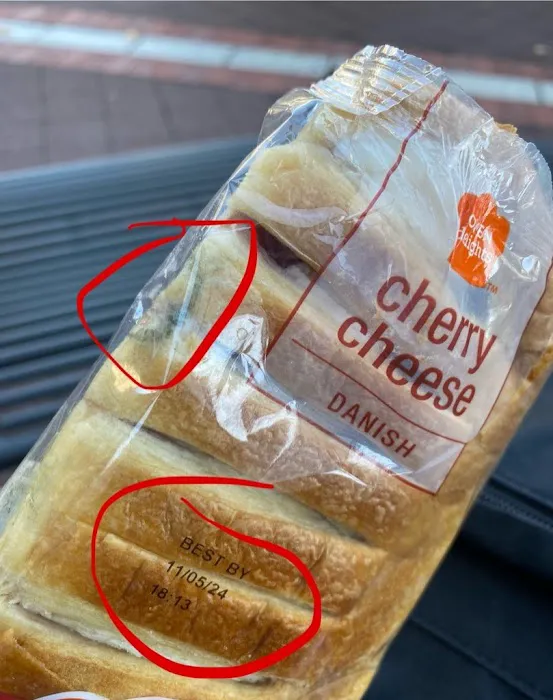 cherry
cheese
DANISH
BEST BY
11/05/24
18:13